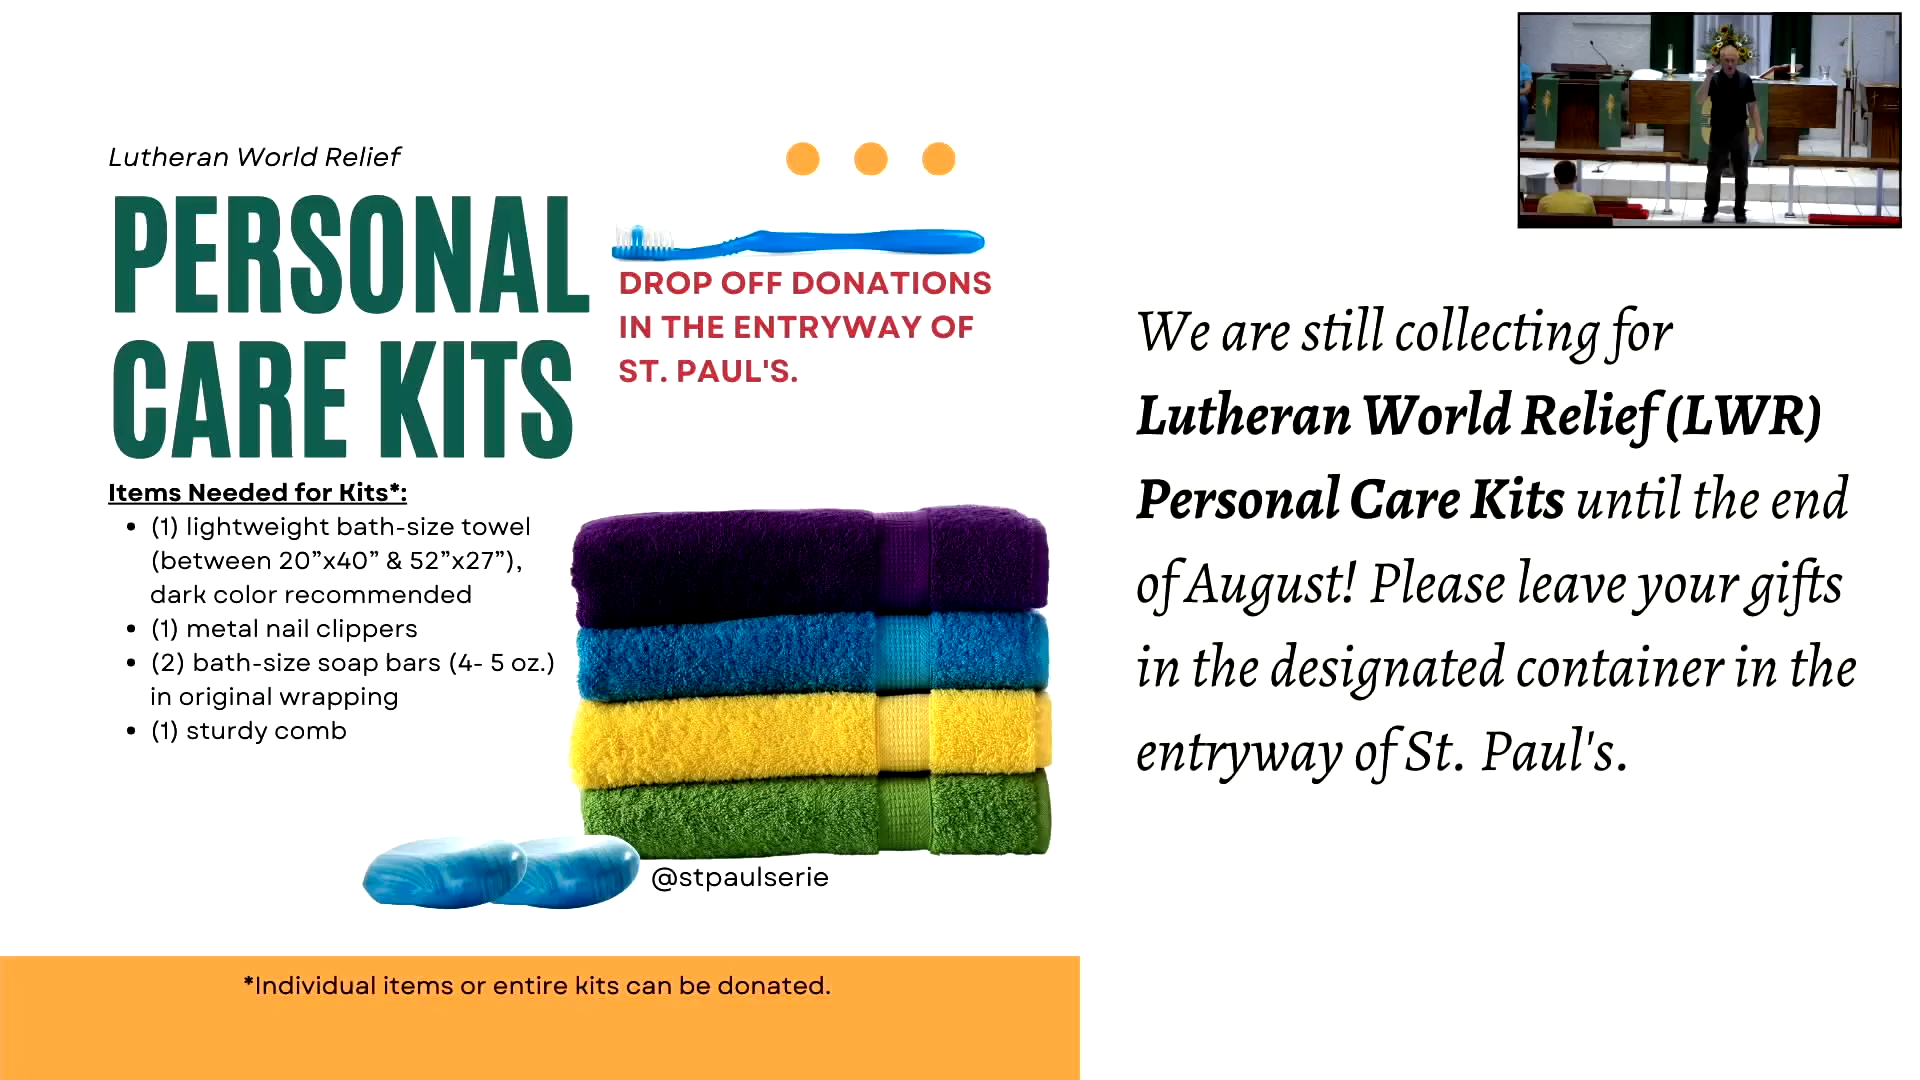 Lutheran World Relief
PERSONAL
CARE KITS
DROP OFF DONATIONS
IN THE ENTRYWAY OF
ST. PAUL'S.
Items Needed for Kits*:
• (1) lightweight bath-size towel
(between 20”x40” & 52”x27”),
dark color recommended
• (1) metal nail clippers
• (2) bath-size soap bars (4- 5 oz.)
in original wrapping
• (1) sturdy comb
@stpaulserie
*Individual items or entire kits can be donated.
We are still collecting for
Lutheran World Relief (LWR)
Personal Care Kits until the end
of August! Please leave your gifts
in the designated container in the
entryway of St. Paul's.